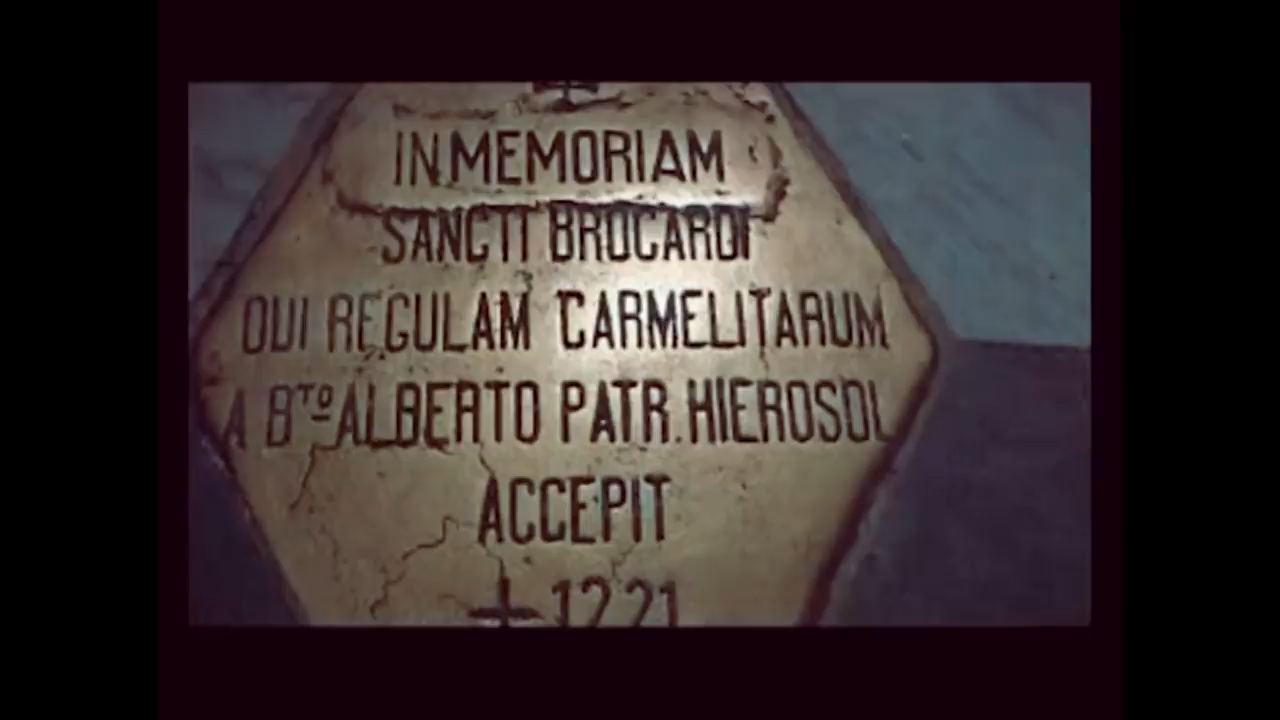 IN MEMORIAM
SANCTI BROCARDI
QUI REGULAM CARMELITARUM
A Bᵀº ALBERTO PATR. HIEROSOL
ACCEPIT
+ 1221